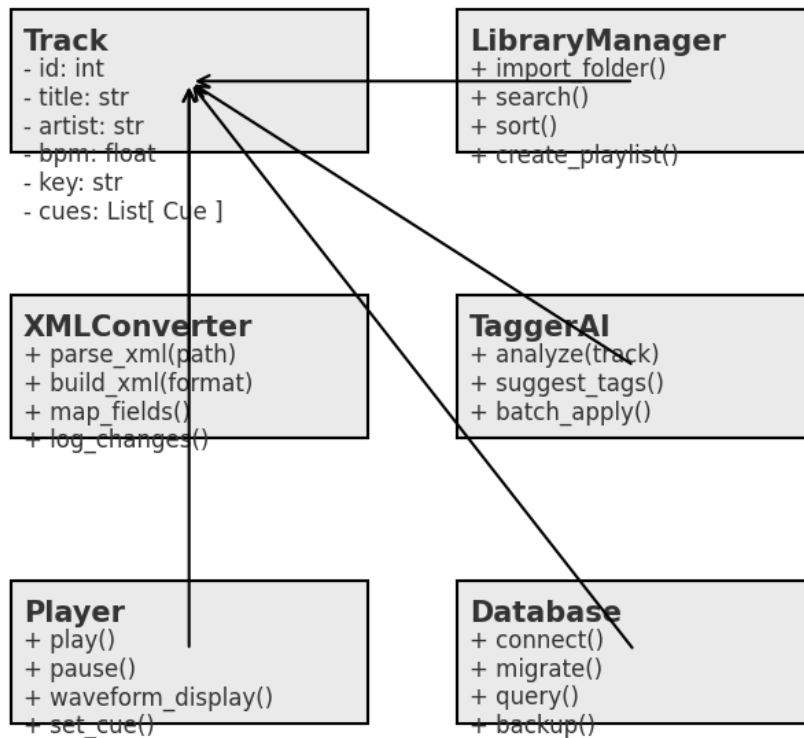 Track
- id: int
- title: str
- artist: str
- bpm: float
- key: str
- cues: List[ Cue ]
LibraryManager
+ import_folder()
+ search()
+ sort()
+ create_playlist()
XMLConverter
+ parse_xml(path)
+ build_xml(format)
+ map_fields()
+ log_changes()
TaggerAI
+ analyze(track)
+ suggest_tags()
+ batch_apply()
Player
+ play()
+ pause()
+ waveform_display()
+ set_cue()
Database
+ connect()
+ migrate()
+ query()
+ backup()